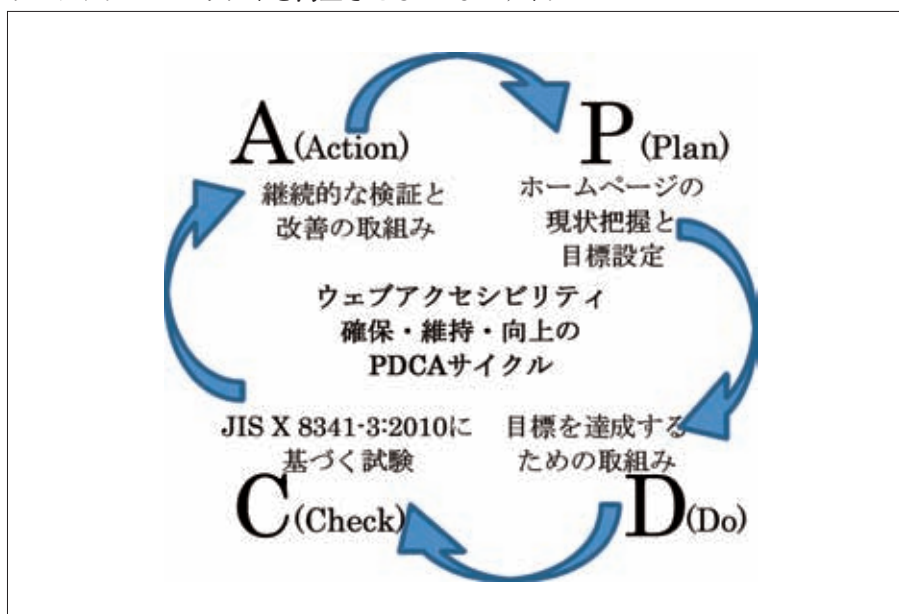 A (Action)
継続的な検証と
改善の取組み
P (Plan)
ホームページの
現状把握と
目標設定
ウェブアクセシビリティ
確保・維持・向上の
PDCAサイクル
JIS X 8341-3:2010に
基づく試験
C (Check)
目標を達成する
ための取組み
D (Do)